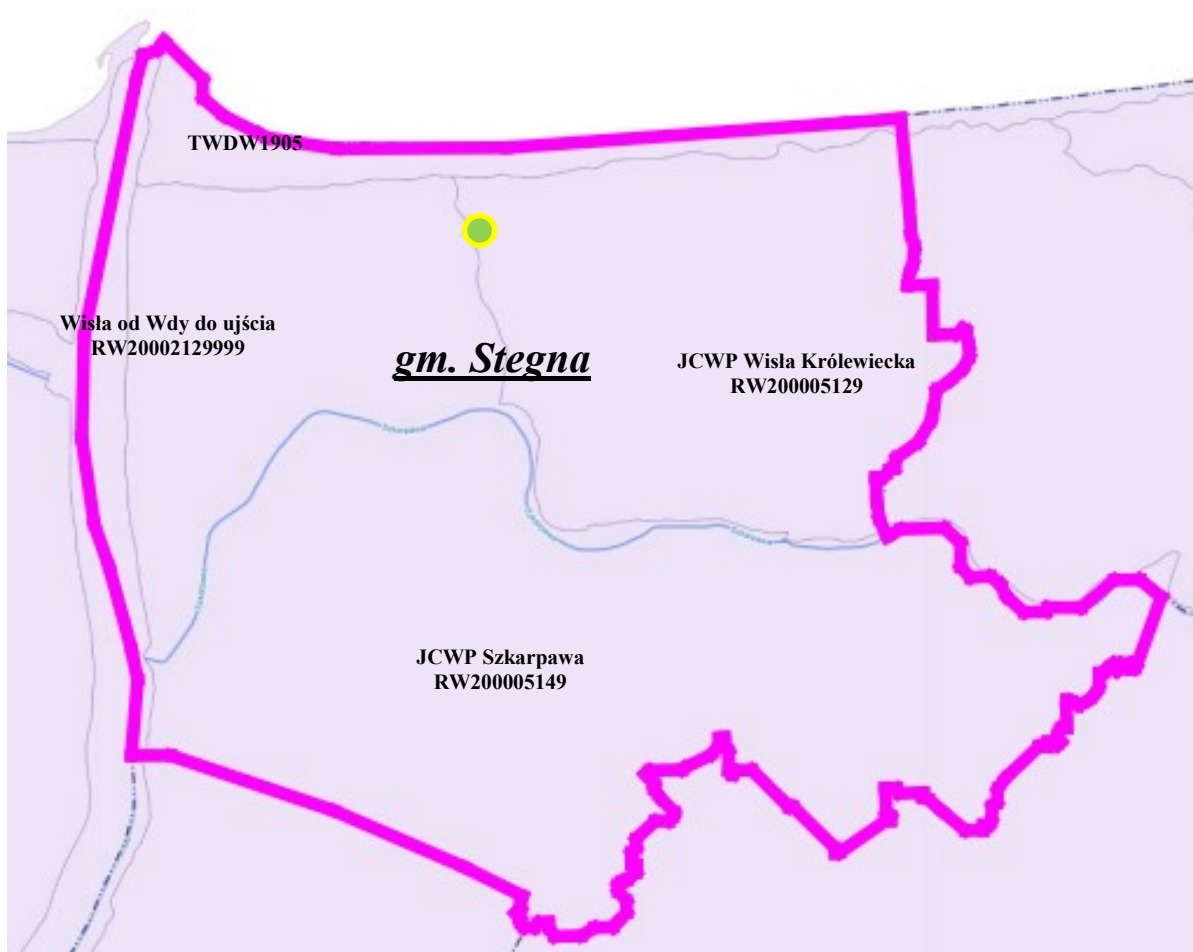 TWDW1905
Wisła od Wdy do ujścia
RW20002129999
gm. Stegna
JCWP Wisła Królewiecka
RW200005129
JCWP Szkarpawa
RW200005149